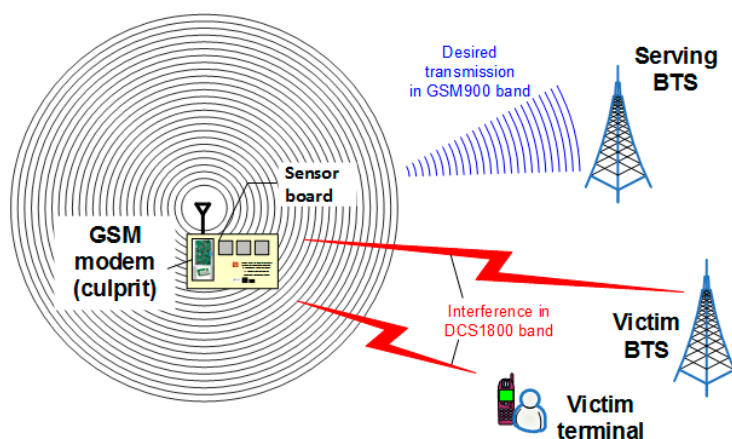 Desired
transmission
in GSM900 band
Serving
BTS
Sensor
board
GSM
modem
(culprit)
Interference in
DCS1800 band
Victim
BTS
Victim
terminal